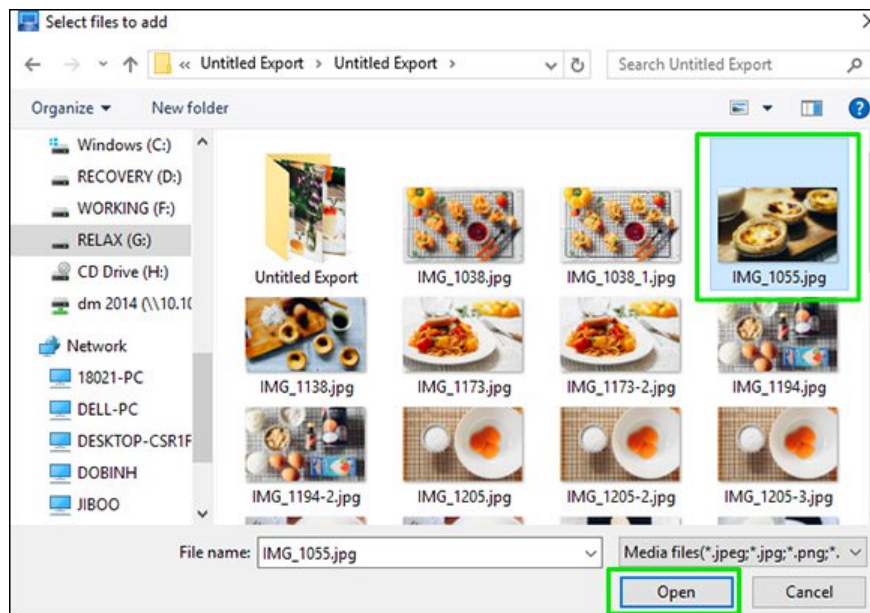 Select files to add
« Untitled Export > Untitled Export >
Search Untitled Export
Organize
New folder
Windows (C:)
RECOVERY (D:)
WORKING (F:)
RELAX (G:)
CD Drive (H:)
dm 2014 (\\10.10
Network
18021-PC
DELL-PC
DESKTOP-CSR1F
DOBINH
JIBOO
Untitled Export
IMG_1038.jpg
IMG_1038_1.jpg
IMG_1055.jpg
IMG_1138.jpg
IMG_1173.jpg
IMG_1173-2.jpg
IMG_1194.jpg
IMG_1194-2.jpg
IMG_1205.jpg
IMG_1205-2.jpg
IMG_1205-3.jpg
File name: IMG_1055.jpg
Media files(*.jpeg;*.jpg;*.png;*.
Open
Cancel